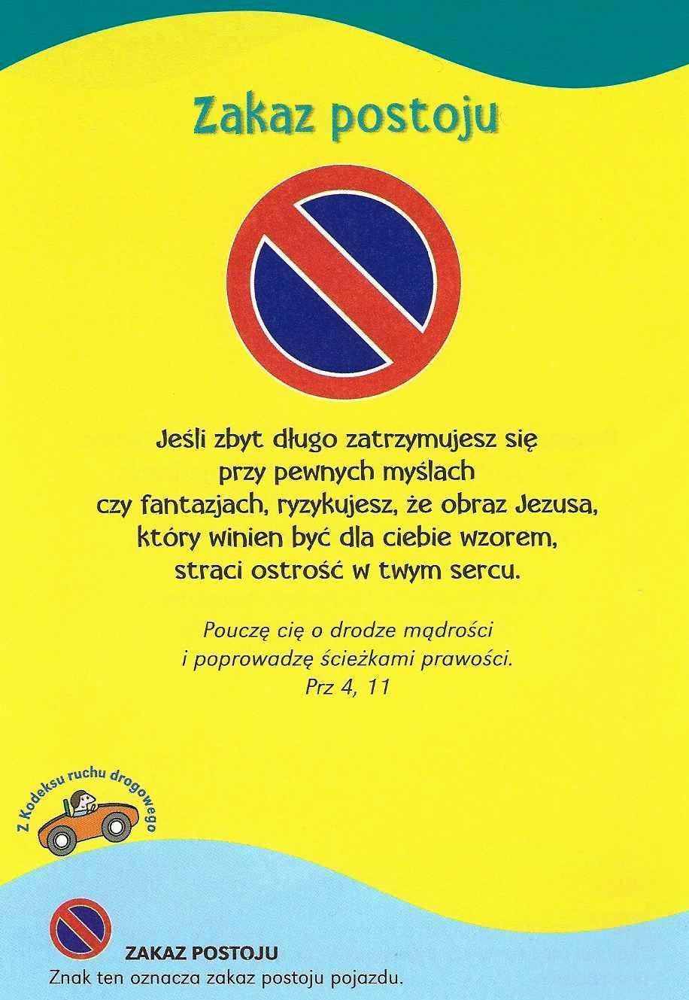 Zakaz postoju
Jeśli zbyt długo zatrzymujesz się
przy pewnych myślach
czy fantazjach, ryzykujesz, że obraz Jezusa,
który winien być dla ciebie wzorem,
straci ostrość w twym sercu.
Pouczę cię o drodze mądrości
i poprowadzę ścieżkami prawości.
Prz 4, 11
Z Kodeksu ruchu drogowego
ZAKAZ POSTOJU
Znak ten oznacza zakaz postoju pojazdu.